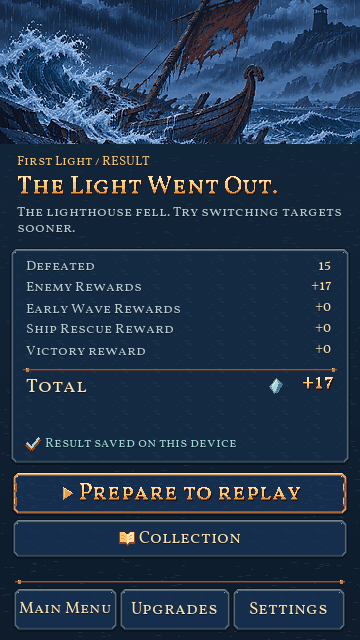 First Light / RESULT
The Light Went Out.
The lighthouse fell. Try switching targets
sooner.
Defeated 15
Enemy Rewards +17
Early Wave Rewards +0
Ship Rescue Reward +0
Victory reward +0
Total +17
Result saved on this device
Prepare to replay
Collection
Main Menu Upgrades Settings